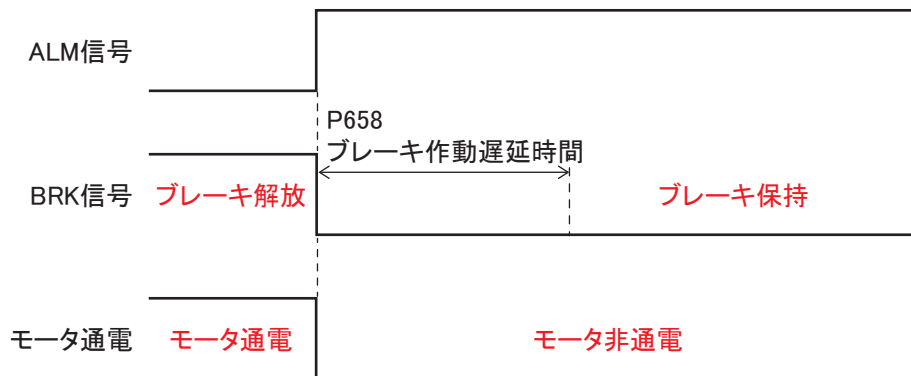 ALM信号
P658
ブレーキ作動遅延時間
BRK信号 ブレーキ解放 ブレーキ保持
モータ通電 モータ通電 モータ非通電